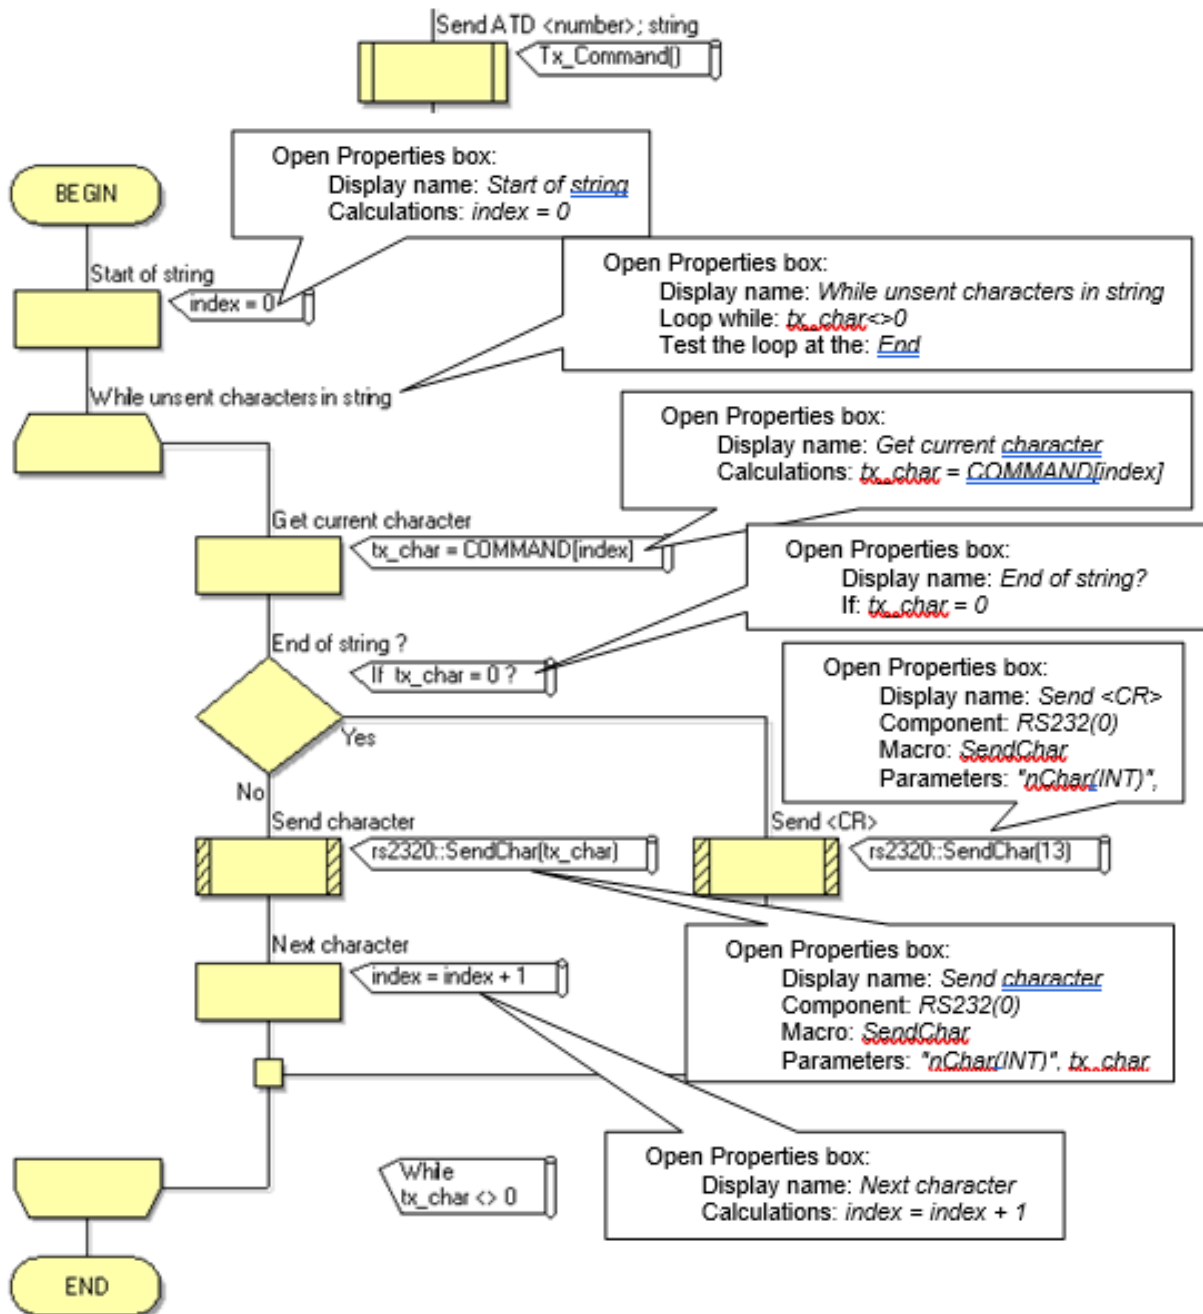 Send ATD <number>; string
Tx_Command()
Open Properties box:
Display name: Start of string
Calculations: index = 0
BEGIN
Start of string
index = 0
Open Properties box:
Display name: While unsent characters in string
Loop while: tx_char<>0
Test the loop at the: End
While unsent characters in string
Open Properties box:
Display name: Get current character
Calculations: tx_char = COMMAND[index]
Get current character
tx_char = COMMAND[index]
Open Properties box:
Display name: End of string?
If: tx_char = 0
End of string ?
If tx_char = 0 ?
Open Properties box:
Display name: Send <CR>
Component: RS232(0)
Macro: SendChar
Parameters: "nChar(INT)",
Yes
No
Send character
rs2320::SendChar(tx_char)
Send <CR>
rs2320::SendChar(13)
Open Properties box:
Display name: Send character
Component: RS232(0)
Macro: SendChar
Parameters: "nChar(INT)", tx_char
Next character
index = index + 1
Open Properties box:
Display name: Next character
Calculations: index = index + 1
While
tx_char <> 0
END